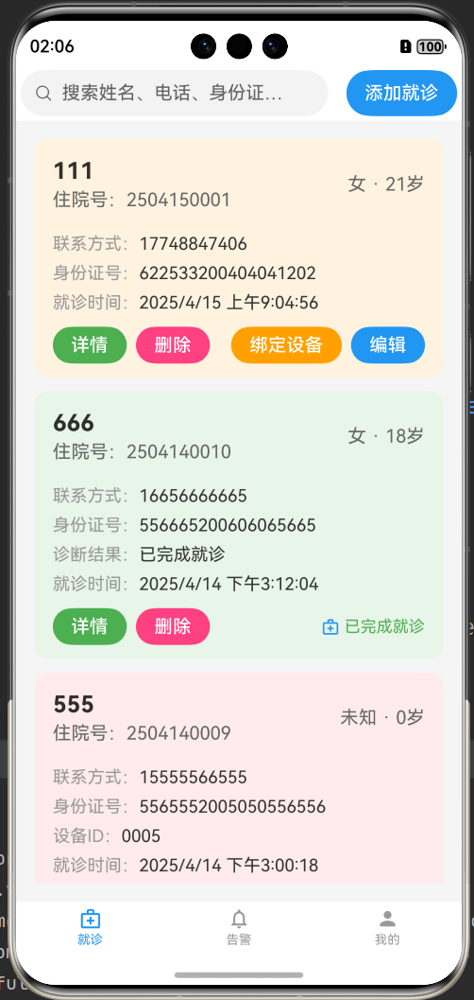 02:06
100
搜索姓名、电话、身份证...
添加就诊
111
女 · 21岁
住院号: 2504150001
联系方式: 17748847406
身份证号: 622533200404041202
就诊时间: 2025/4/15 上午9:04:56
详情 删除 绑定设备 编辑
666
女 · 18岁
住院号: 2504140010
联系方式: 16656666665
身份证号: 556665200606065665
诊断结果: 已完成就诊
就诊时间: 2025/4/14 下午3:12:04
详情 删除 已完成就诊
555
未知 · 0岁
住院号: 2504140009
联系方式: 15555566555
身份证号: 5565552005050556556
设备ID: 0005
就诊时间: 2025/4/14 下午3:00:18
就诊 告警 我的